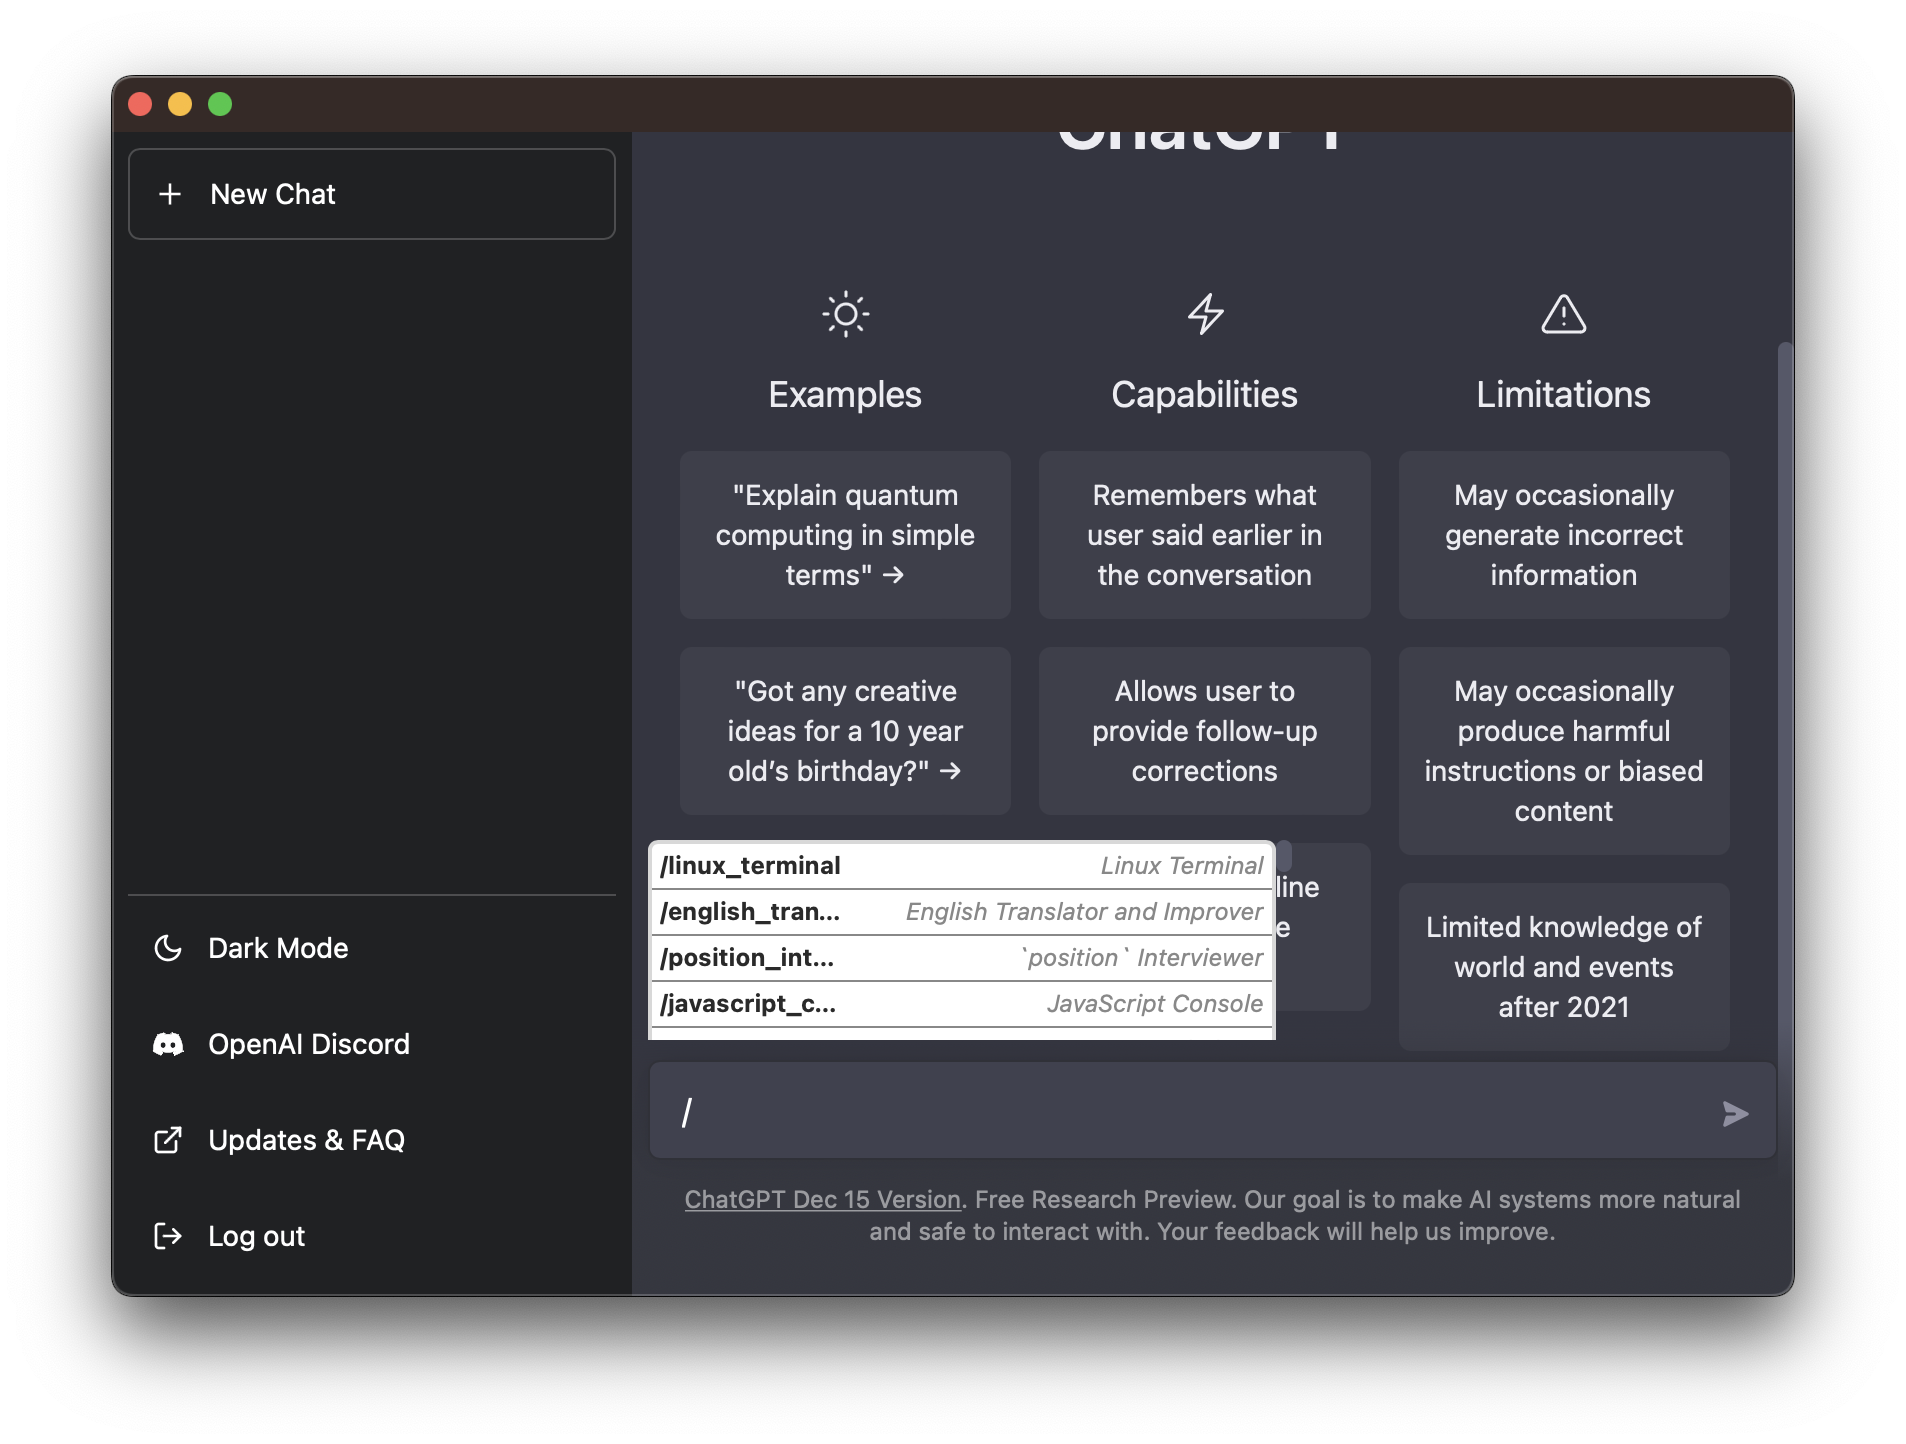 ChatGPT
New Chat
Examples
Capabilities
Limitations
"Explain quantum
computing in simple
terms" →
Remembers what
user said earlier in
the conversation
May occasionally
generate incorrect
information
"Got any creative
ideas for a 10 year
old’s birthday?" →
Allows user to
provide follow-up
corrections
May occasionally
produce harmful
instructions or biased
content
/linux_terminal Linux Terminal
/english_tran... English Translator and Improver
/position_int... `position` Interviewer
/javascript_c... JavaScript Console
line
e
Limited knowledge of
world and events
after 2021
/
ChatGPT Dec 15 Version. Free Research Preview. Our goal is to make AI systems more natural
and safe to interact with. Your feedback will help us improve.
Dark Mode
OpenAI Discord
Updates & FAQ
Log out